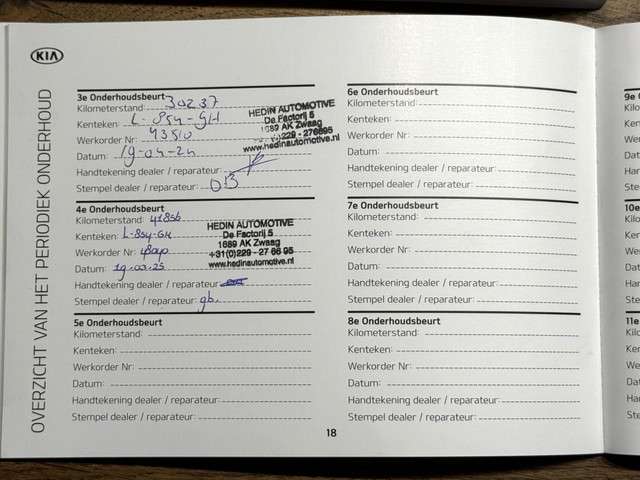 KIA
OVERZICHT VAN HET PERIODIEK ONDERHOUD
3e Onderhoudsbeurt
Kilometerstand: 30237
Kenteken: L-854-GH
Werkorder Nr: 43510
Datum: 19-04-24
Handtekening dealer / reparateur:
Stempel dealer / reparateur: DB
HEDIN AUTOMOTIVE
De Factorij 5
1689 AK Zwaag
www.hedinautomotive.nl
4e Onderhoudsbeurt
Kilometerstand: 41856
Kenteken: L-854-GH
Werkorder Nr:
Datum: 19-03-25
Handtekening dealer / reparateur:
Stempel dealer / reparateur: gb.
HEDIN AUTOMOTIVE
De Factorij 5
1689 AK Zwaag
+31(0)229 - 27 66 95
www.hedinautomotive.nl
5e Onderhoudsbeurt
Kilometerstand:
Kenteken:
Werkorder Nr:
Datum:
Handtekening dealer / reparateur:
Stempel dealer / reparateur:
6e Onderhoudsbeurt
Kilometerstand:
Kenteken:
Werkorder Nr:
Datum:
Handtekening dealer / reparateur:
Stempel dealer / reparateur:
7e Onderhoudsbeurt
Kilometerstand:
Kenteken:
Werkorder Nr:
Datum:
Handtekening dealer / reparateur:
Stempel dealer / reparateur:
8e Onderhoudsbeurt
Kilometerstand:
Kenteken:
Werkorder Nr:
Datum:
Handtekening dealer / reparateur:
Stempel dealer / reparateur:
18